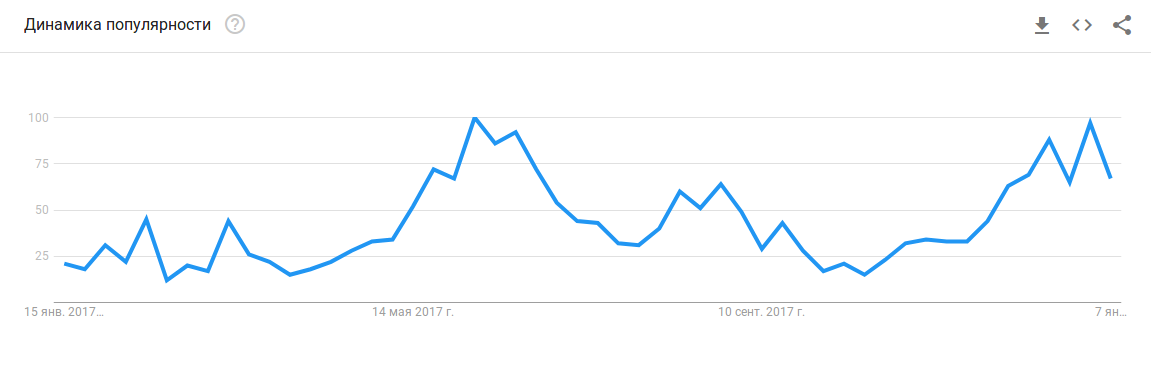 Динамика популярности ?
100
75
50
25
15 янв. 2017…
14 мая 2017 г.
10 сент. 2017 г.
7 ян…